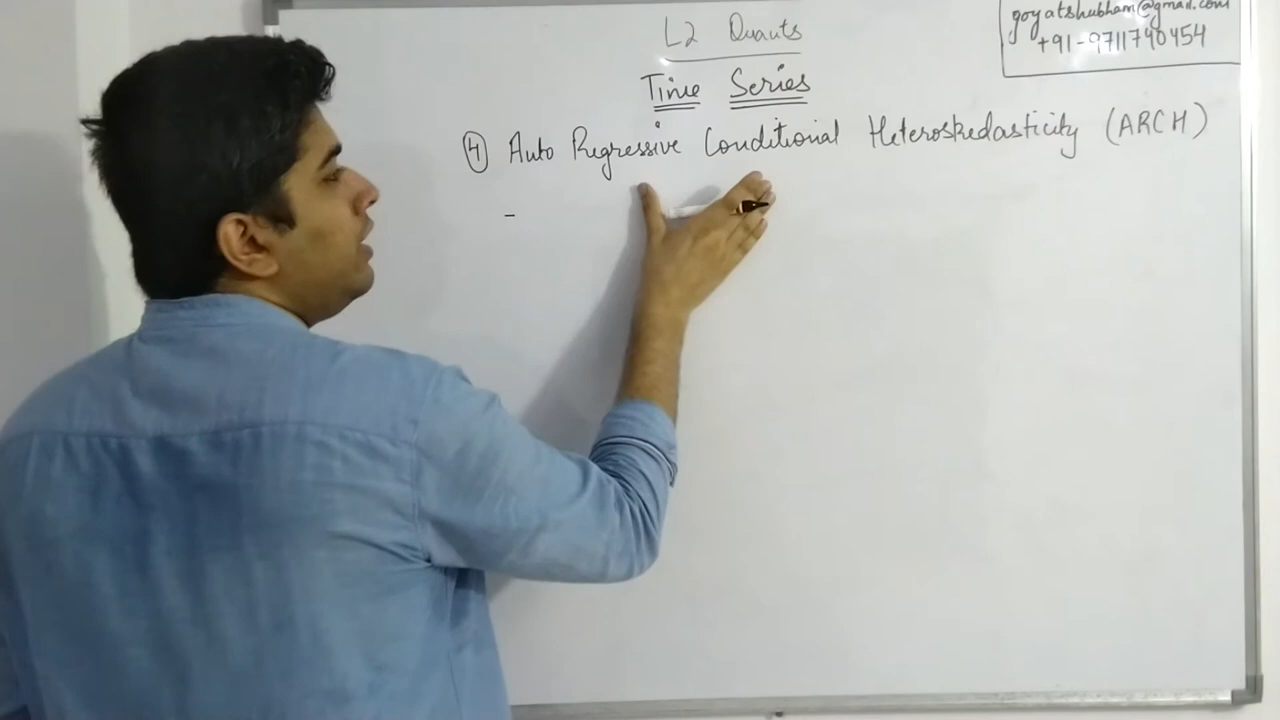 L2 Quants
goyatshubham@gmail.com
+91-9711740454
Time Series
④ Auto Regressive Conditional Heteroskedasticity (ARCH)
-